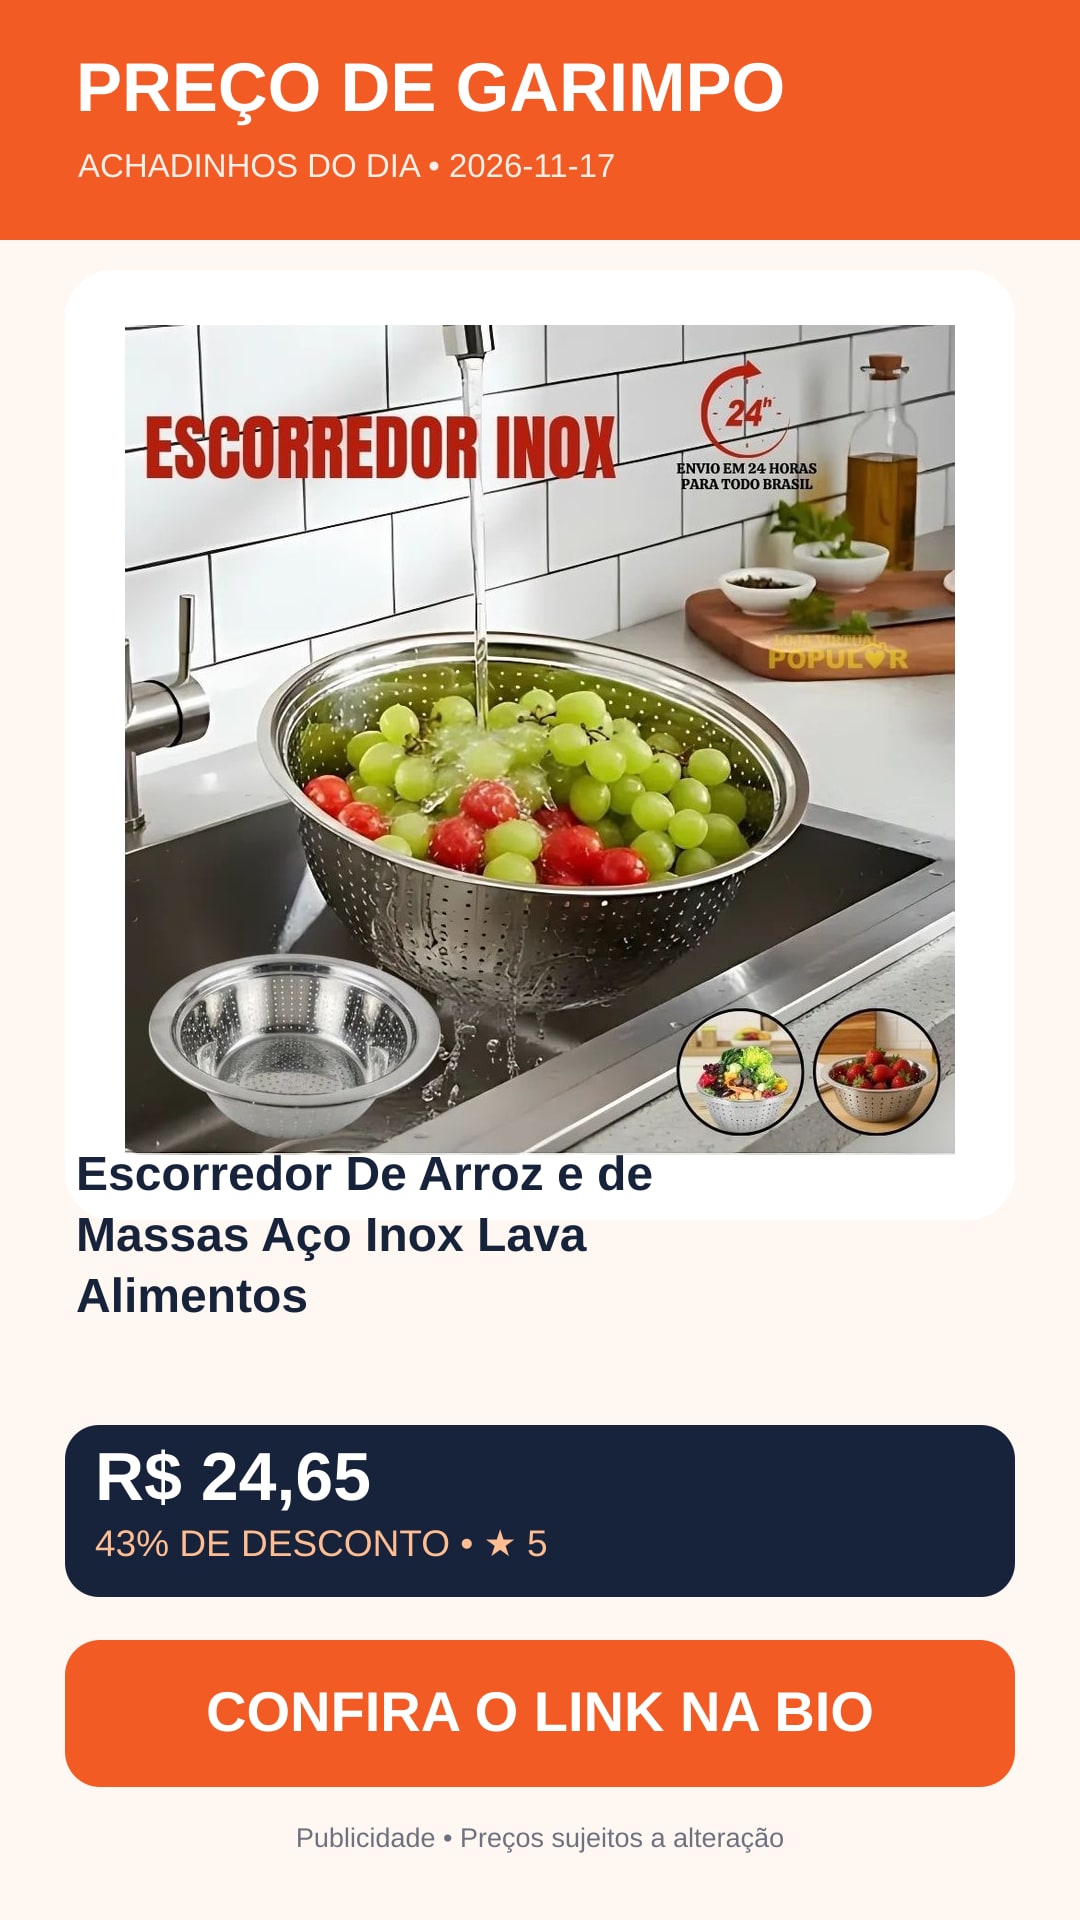 PREÇO DE GARIMPO
ACHADINHOS DO DIA • 2026-11-17
ESCORREDOR INOX
24h
ENVIO EM 24 HORAS
PARA TODO BRASIL
LOJA VIRTUAL
POPULAR
Escorredor De Arroz e de
Massas Aço Inox Lava
Alimentos
R$ 24,65
43% DE DESCONTO • ★ 5
CONFIRA O LINK NA BIO
Publicidade • Preços sujeitos a alteração